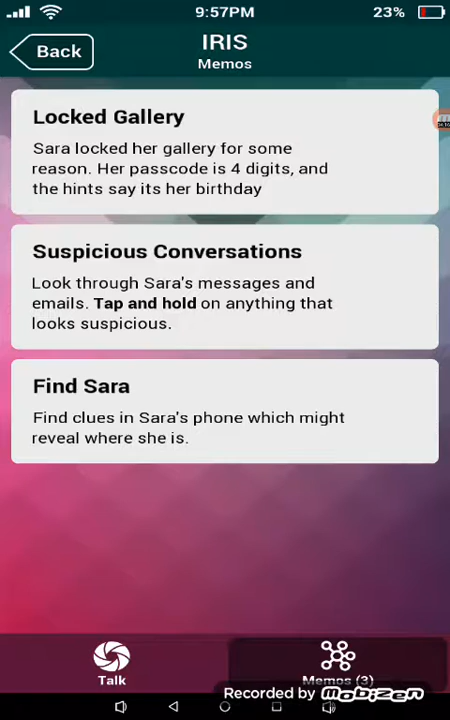 9:57PM
23%
Back
IRIS
Memos
Locked Gallery
Sara locked her gallery for some
reason. Her passcode is 4 digits, and
the hints say its her birthday
Suspicious Conversations
Look through Sara's messages and
emails. Tap and hold on anything that
looks suspicious.
Find Sara
Find clues in Sara's phone which might
reveal where she is.
Talk
Memos (3)
Recorded by MOBIZEN